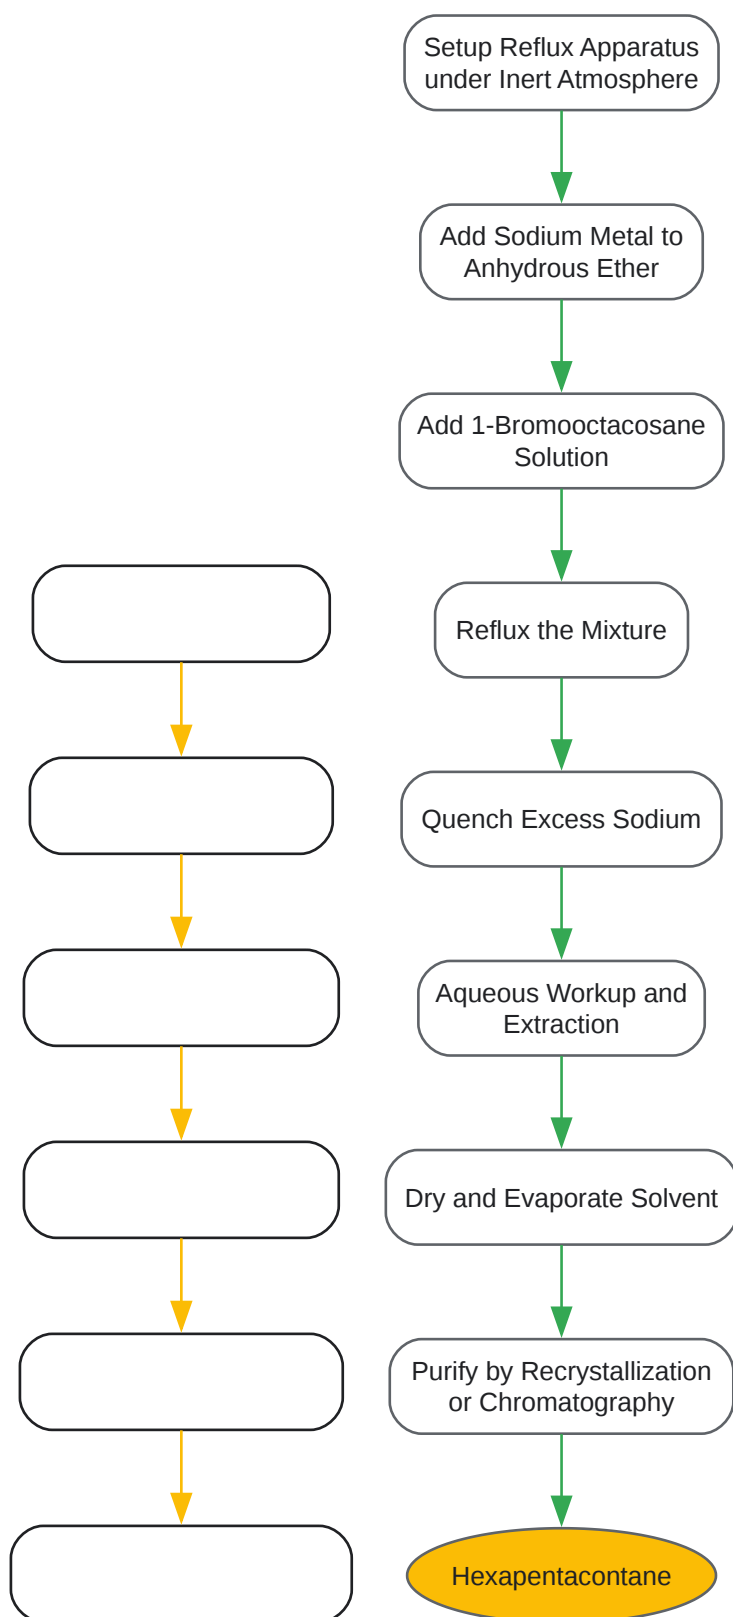 Setup Reflux Apparatus
under Inert Atmosphere
Add Sodium Metal to
Anhydrous Ether
Add 1-Bromooctacosane
Solution
Reflux the Mixture
Quench Excess Sodium
Aqueous Workup and
Extraction
Dry and Evaporate Solvent
Purify by Recrystallization
or Chromatography
Hexapentacontane